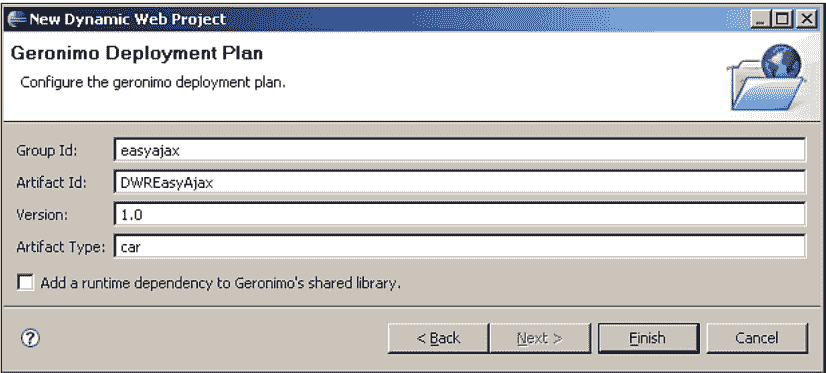 New Dynamic Web Project
Geronimo Deployment Plan
Configure the geronimo deployment plan.
Group Id: easyajax
Artifact Id: DWREasyAjax
Version: 1.0
Artifact Type: car
Add a runtime dependency to Geronimo's shared library.
? < Back Next > Finish Cancel